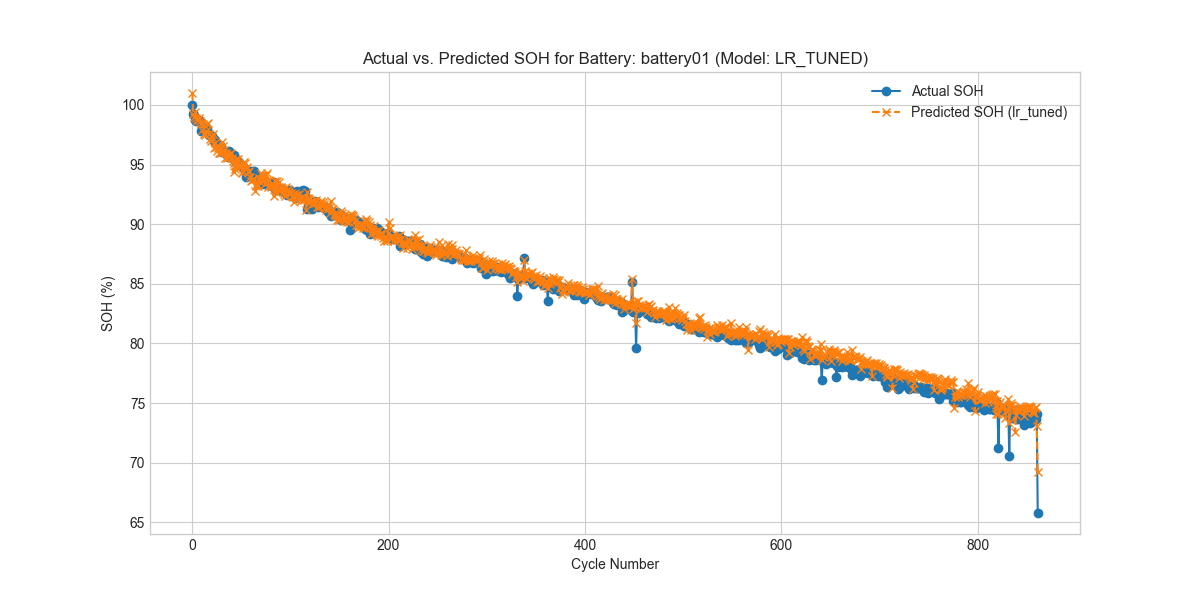 Actual vs. Predicted SOH for Battery: battery01 (Model: LR_TUNED)
Actual SOH
Predicted SOH (lr_tuned)
100
95
90
85
80
75
70
65
SOH (%)
0 200 400 600 800
Cycle Number